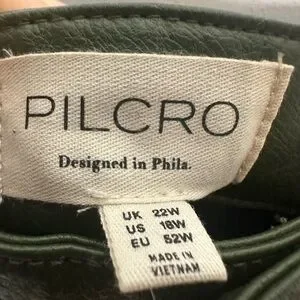 PILCRO
Designed in Phila.
UK 22W
US 18W
EU 52W
MADE IN
VIETNAM